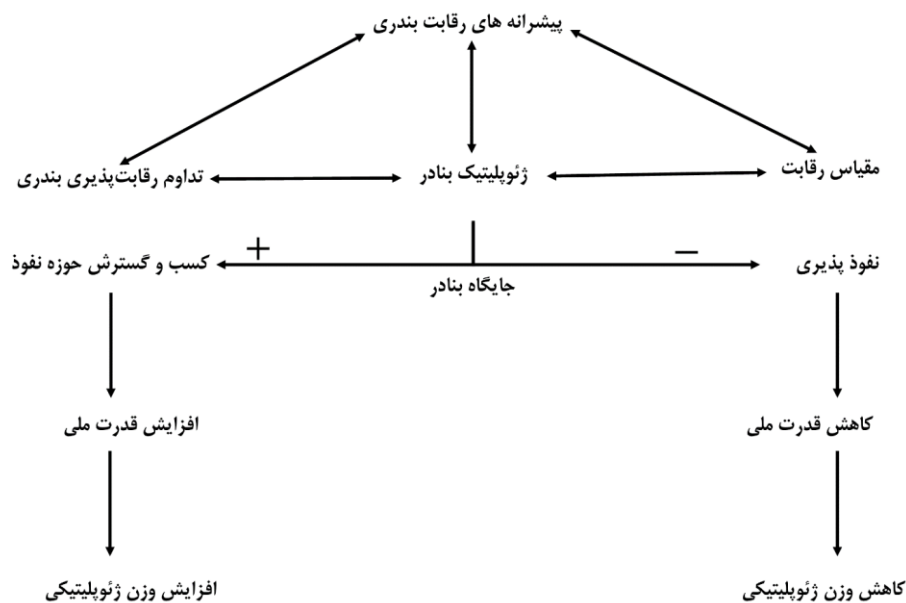 پیشرانه های رقابت بندری
مقیاس رقابت
ژئوپلیتیک بنادر
تداوم رقابت‌پذیری بندری
− +
نفوذ پذیری
کسب و گسترش حوزه نفوذ
جایگاه بنادر
کاهش قدرت ملی
افزایش قدرت ملی
کاهش وزن ژئوپلیتیکی
افزایش وزن ژئوپلیتیکی